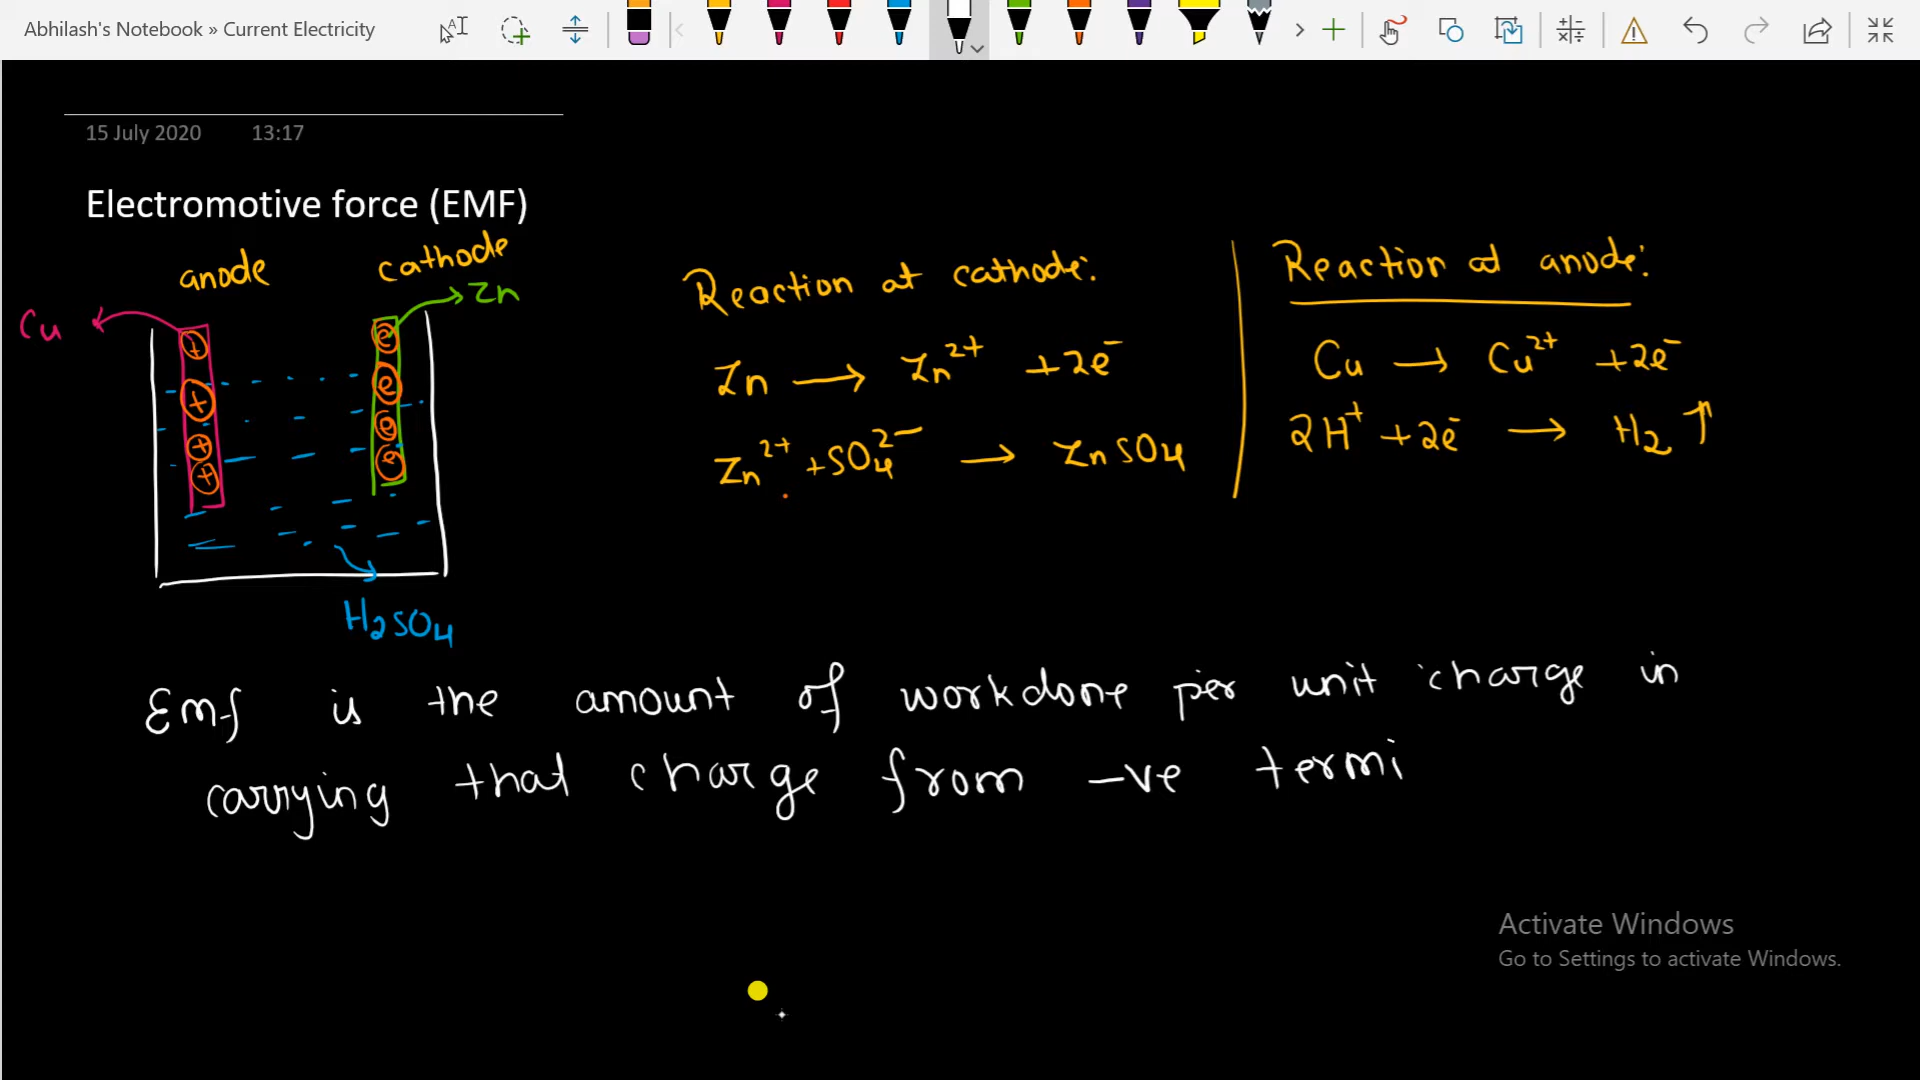 Abhilash's Notebook » Current Electricity
15 July 2020 13:17
Electromotive force (EMF)
anode
cathode
Zn
Cu
H₂SO₄
Reaction at cathode:
Zn ⟶ Zn²⁺ +2e⁻
Zn²⁺ +SO₄²⁻ ⟶ ZnSO₄
Reaction at anode:
Cu ⟶ Cu²⁺ +2e⁻
2H⁺ +2e⁻ ⟶ H₂ ↑
Emf is the amount of workdone per unit charge in
carrying that charge from -ve termi
Activate Windows
Go to Settings to activate Windows.